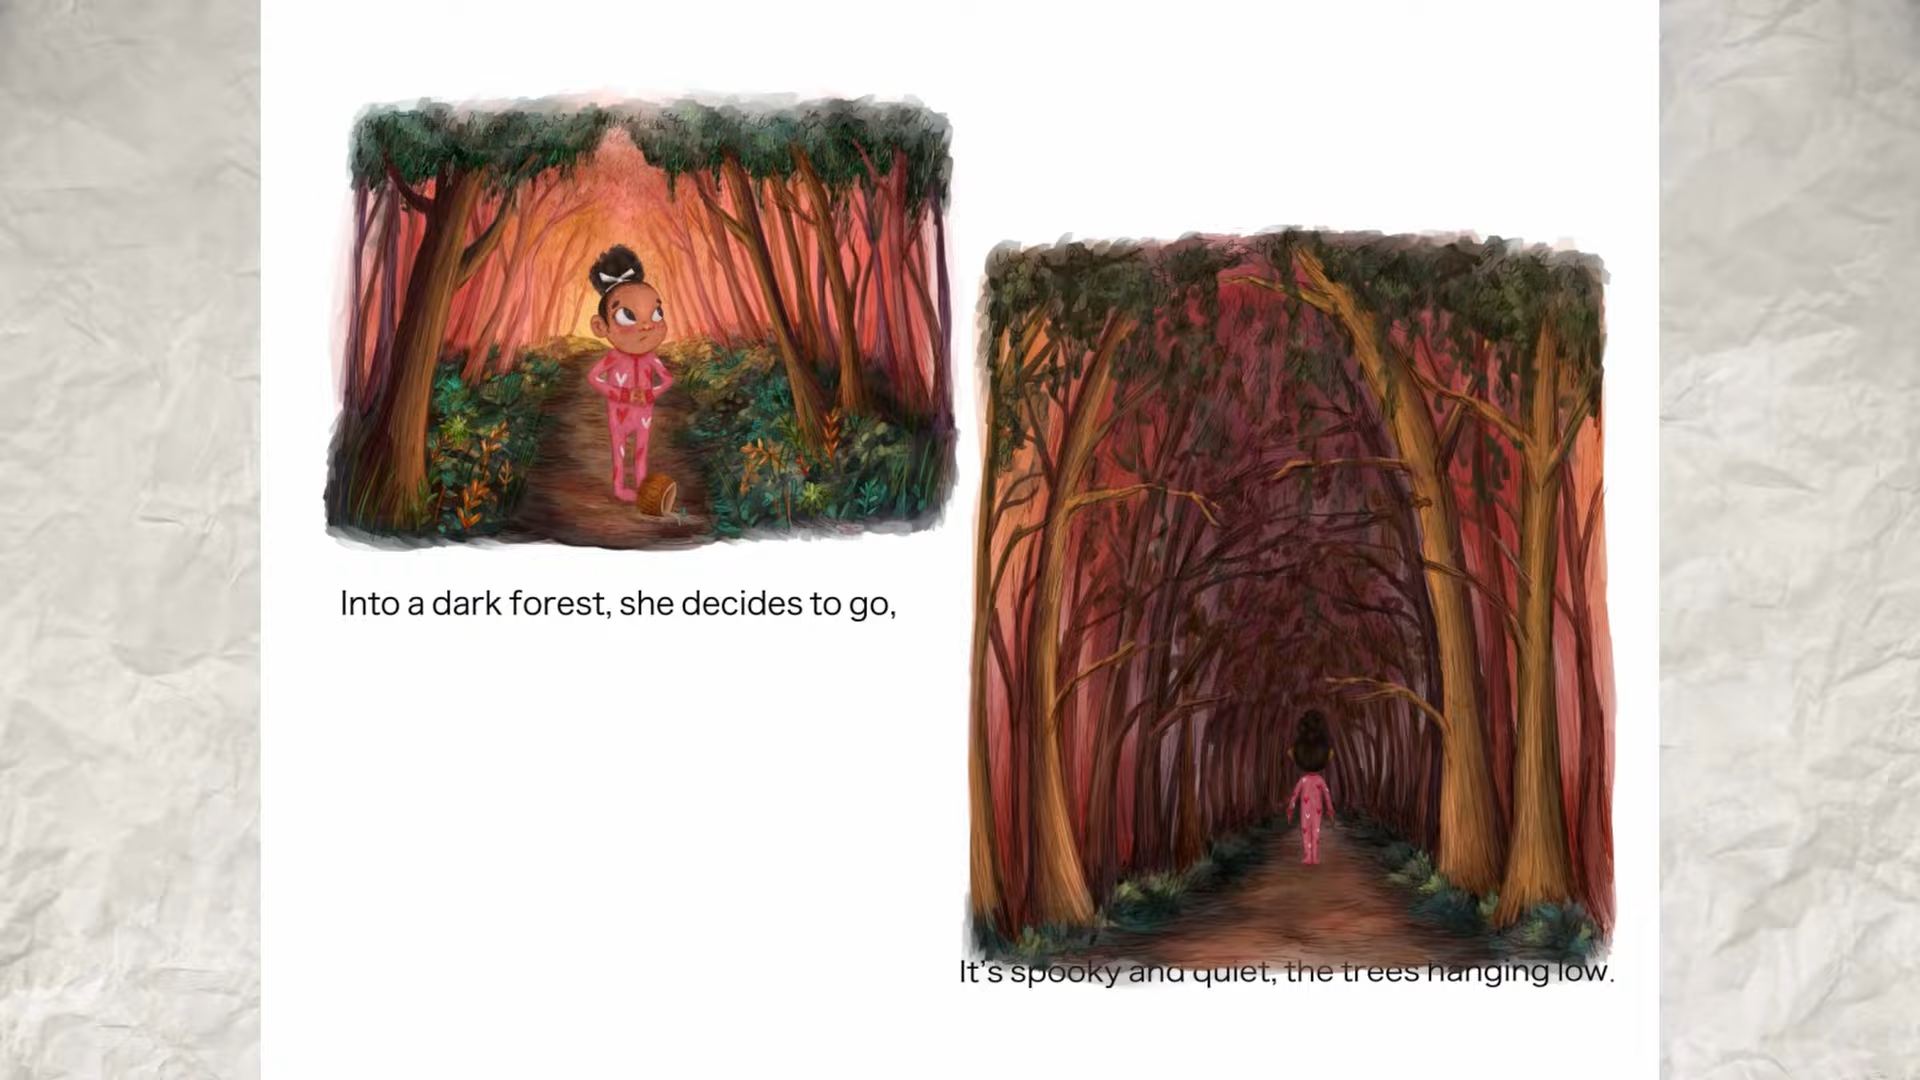 Into a dark forest, she decides to go,
It's spooky and quiet, the trees hanging low.